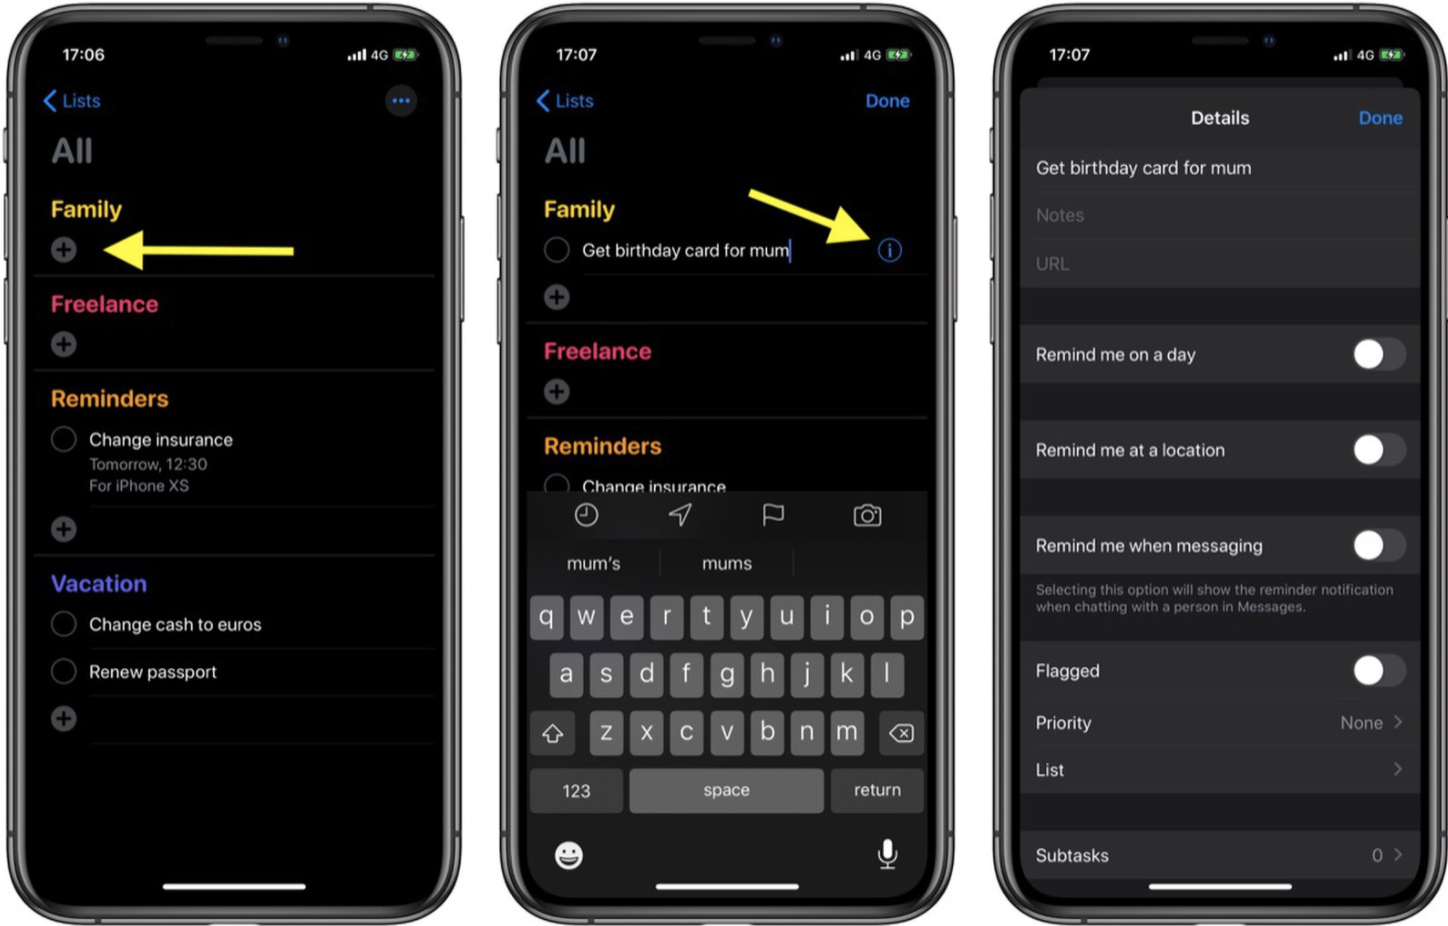 17:06
4G
Lists
All
Family
Freelance
Reminders
Change insurance
Tomorrow, 12:30
For iPhone XS
Vacation
Change cash to euros
Renew passport
17:07
4G
Lists
Done
All
Family
Get birthday card for mum
Freelance
Reminders
Change insurance
mum's
mums
q w e r t y u i o p
a s d f g h j k l
z x c v b n m
123 space return
17:07
4G
Details
Done
Get birthday card for mum
Notes
URL
Remind me on a day
Remind me at a location
Remind me when messaging
Selecting this option will show the reminder notification
when chatting with a person in Messages.
Flagged
Priority None
List
Subtasks 0